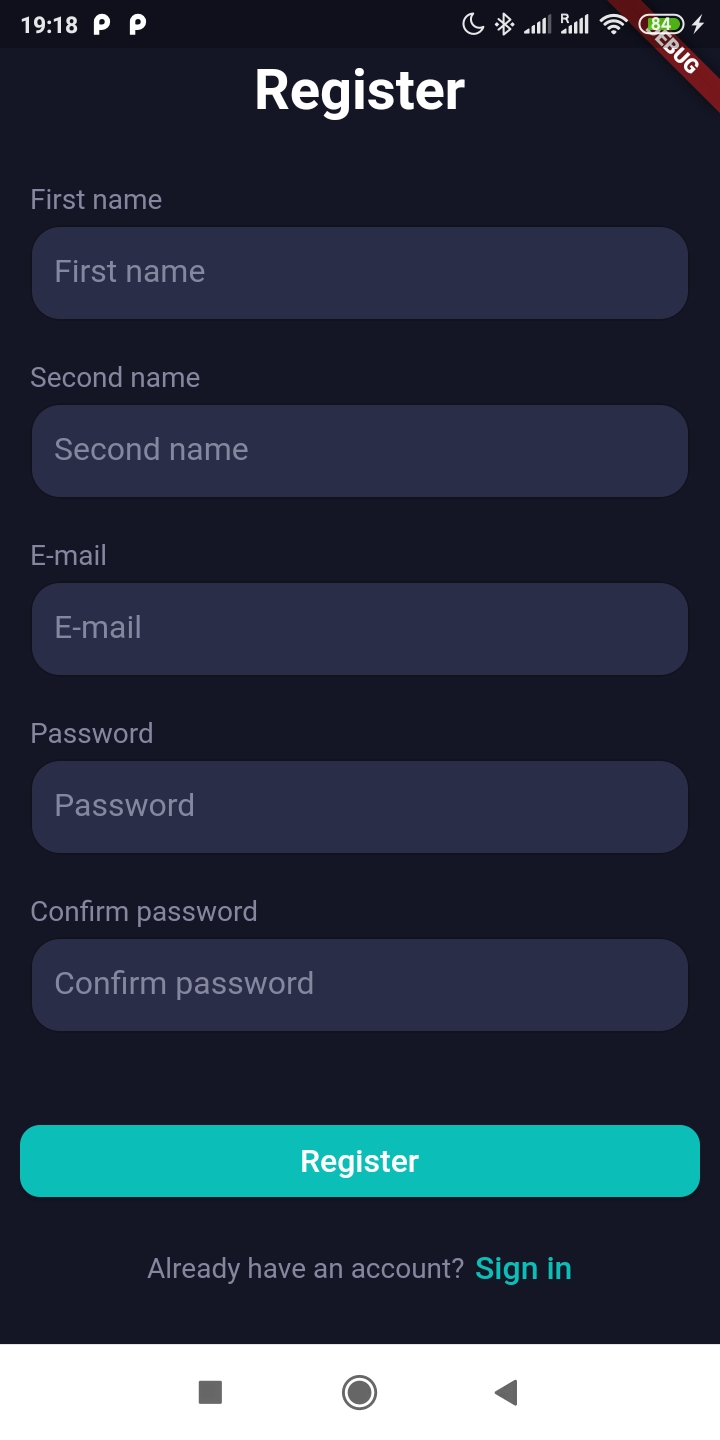 19:18
R
84
DEBUG
Register
First name
First name
Second name
Second name
E-mail
E-mail
Password
Password
Confirm password
Confirm password
Register
Already have an account? Sign in